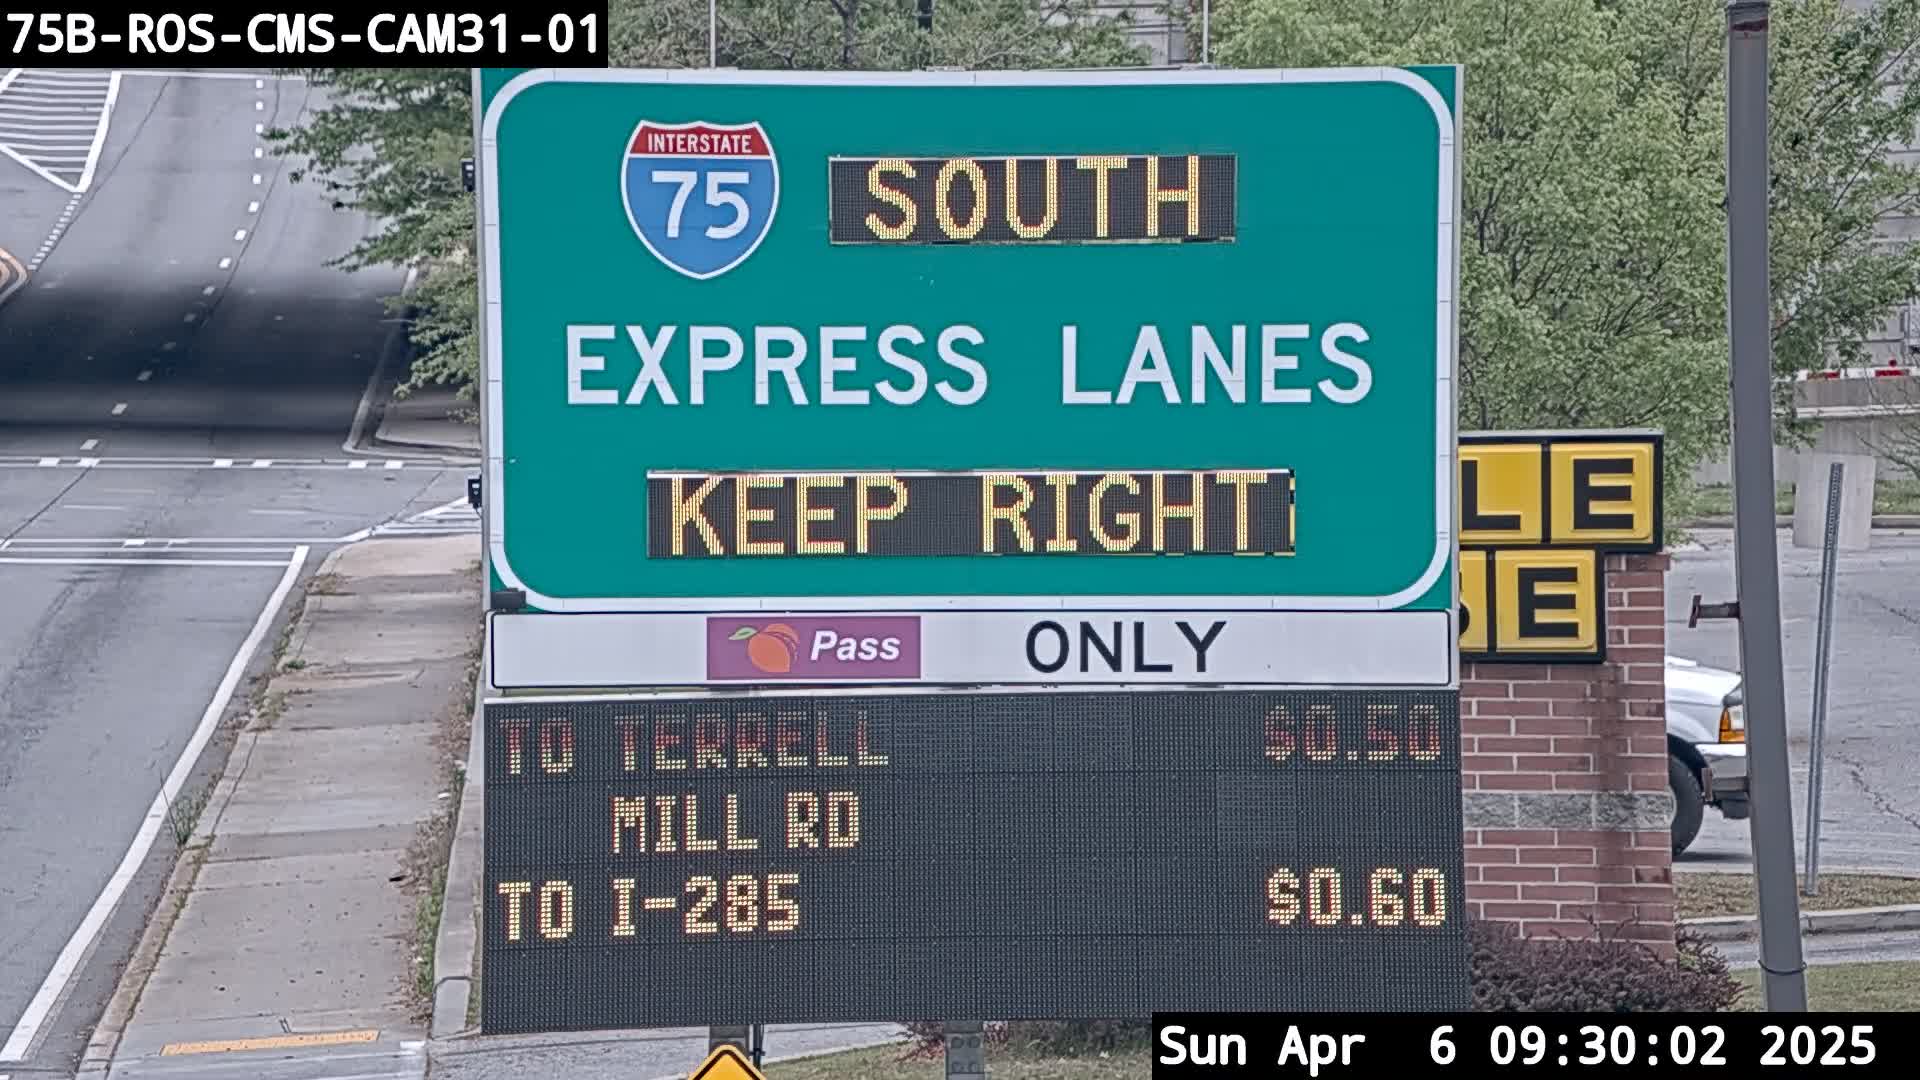 75B-ROS-CMS-CAM31-01
INTERSTATE
75
SOUTH
EXPRESS LANES
KEEP RIGHT
Pass ONLY
TO TERRELL $0.50
MILL RD
TO I-285 $0.60
LE
E
Sun Apr 6 09:30:02 2025